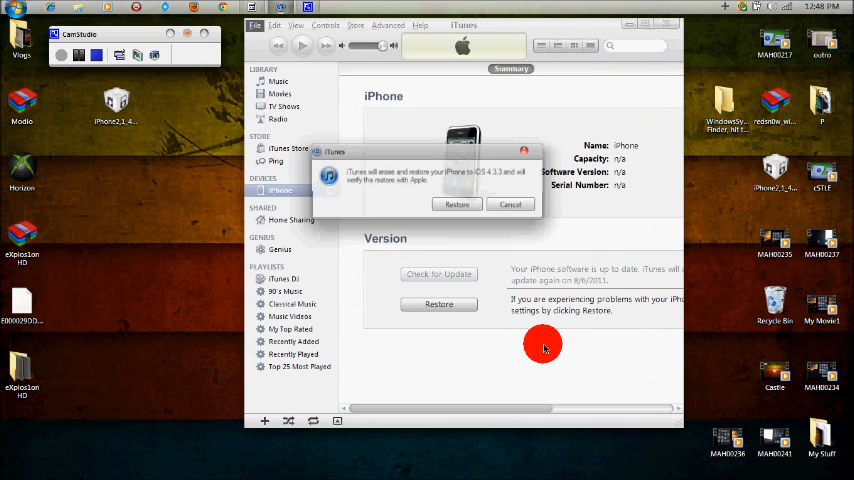 12:48 PM
CamStudio
File Edit View Controls Store Advanced Help
iTunes
LIBRARY
Music
Movies
TV Shows
Radio
STORE
iTunes Store
Ping
DEVICES
iPhone
SHARED
Home Sharing
GENIUS
Genius
PLAYLISTS
iTunes DJ
90's Music
Classical Music
Music Videos
My Top Rated
Recently Added
Recently Played
Top 25 Most Played
Summary
iPhone
Name: iPhone
Capacity: n/a
Software Version: n/a
Serial Number: n/a
iTunes
iTunes will erase and restore your iPhone to iOS 4.3.3 and will
verify the restore with Apple.
Restore Cancel
Version
Check for Update
Your iPhone software is up to date. iTunes will
update again on 8/6/2011.
Restore
If you are experiencing problems with your
settings by clicking Restore.
Vlogs
Modio
iPhone2,1_4...
Horizon
eXplos1on
HD
E000029DD...
eXplos1on
HD
MAH00217
outro
WindowsSy...
Finder, hit t...
redsn0w_wi...
P
iPhone2,1_4...
cSTLE
MAH00235
MAH00237
Recycle Bin
My Movie1
Castle
MAH00234
MAH00236
MAH00241
My Stuff